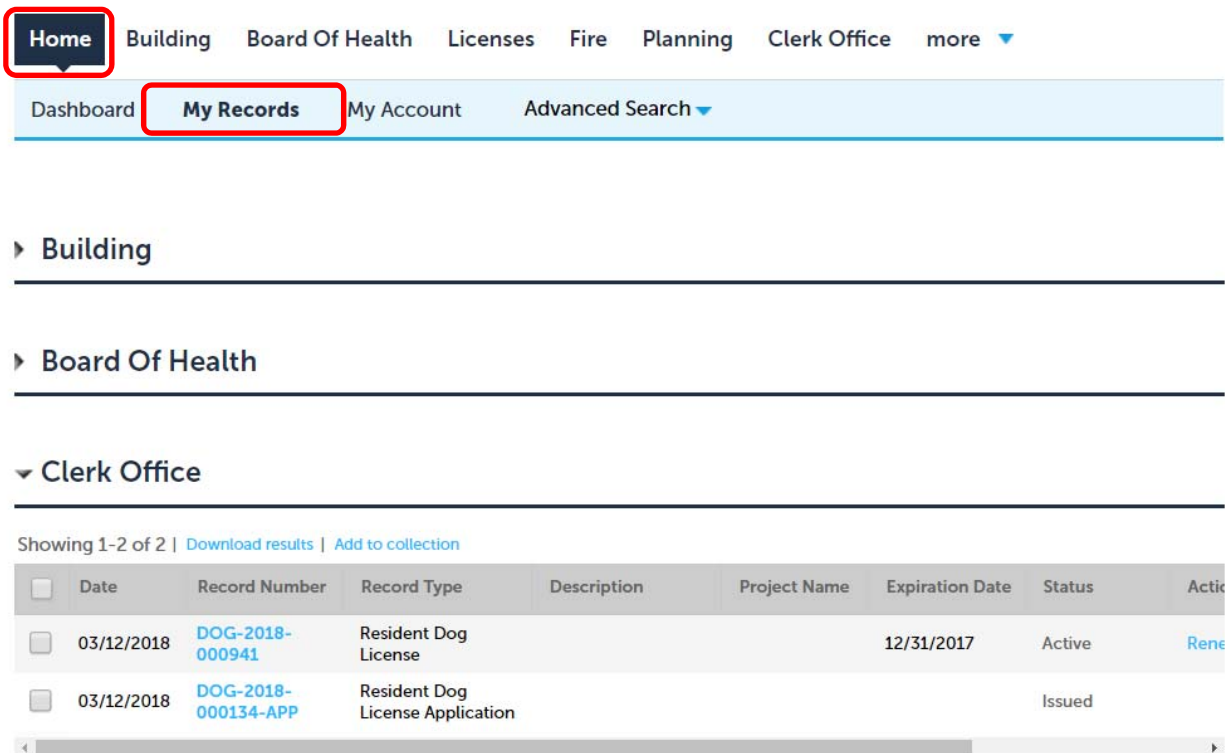 Home Building Board Of Health Licenses Fire Planning Clerk Office more
Dashboard My Records My Account Advanced Search
Building
Board Of Health
Clerk Office
Showing 1-2 of 2 | Download results | Add to collection
Date Record Number Record Type Description Project Name Expiration Date Status Actic
03/12/2018 DOG-2018- Resident Dog 12/31/2017 Active Rene
000941 License
03/12/2018 DOG-2018- Resident Dog Issued
000134-APP License Application